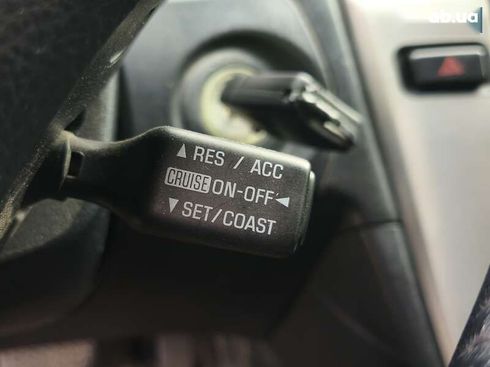 ab.ua
▲ RES / ACC
CRUISE ON-OFF ◄
▼ SET/COAST